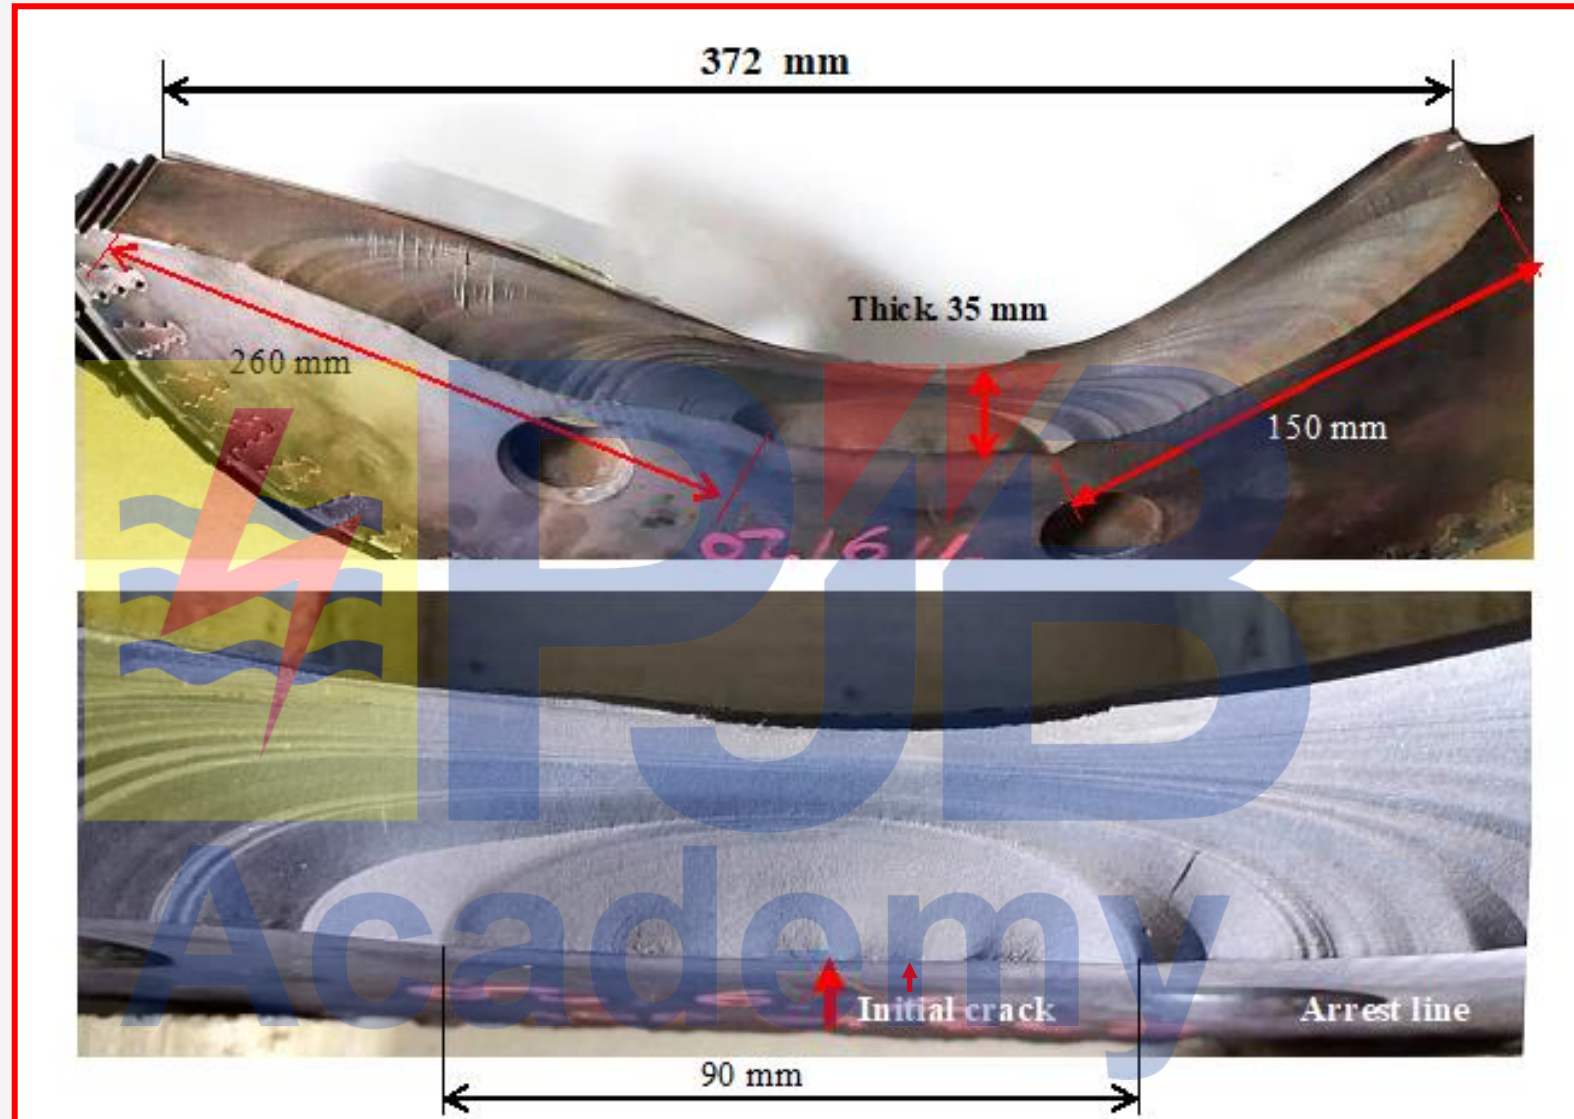 372 mm
Thick. 35 mm
260 mm
150 mm
PJB
Academy
Initial crack
Arrest line
90 mm